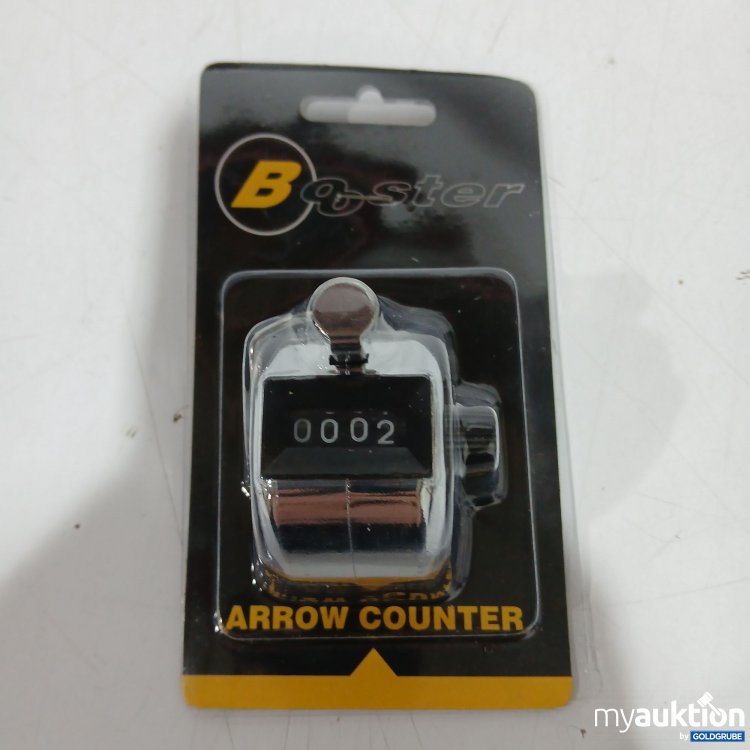 Booster
0002
ARROW COUNTER
myauktion
by GOLDGRUBE